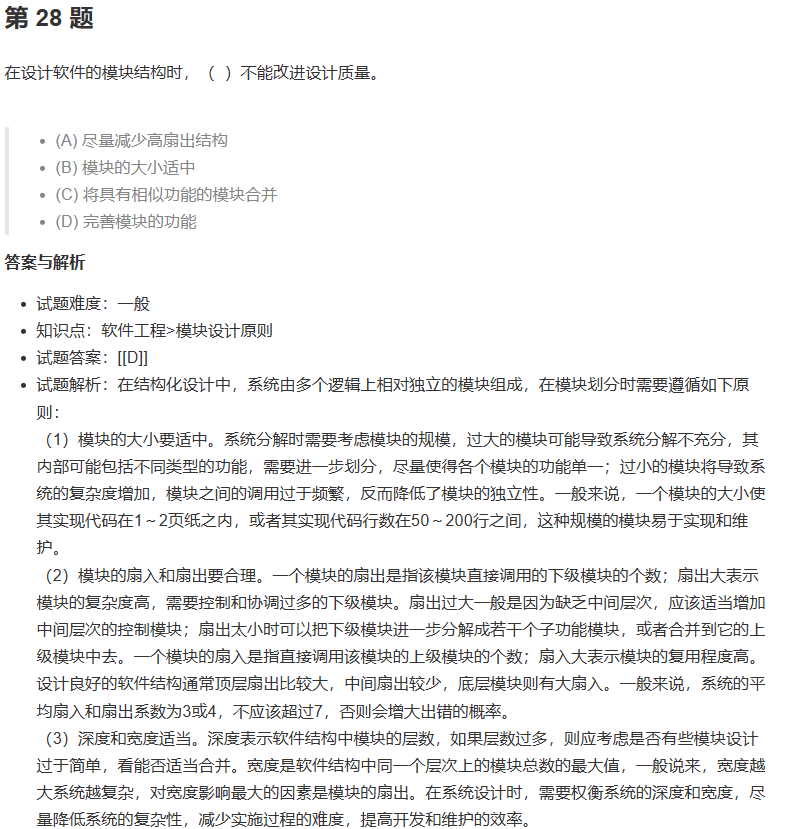 第 28 题
在设计软件的模块结构时，（  ）不能改进设计质量。
(A) 尽量减少高扇出结构
(B) 模块的大小适中
(C) 将具有相似功能的模块合并
(D) 完善模块的功能
答案与解析
试题难度：一般
知识点：软件工程>模块设计原则
试题答案：[[D]]
试题解析：在结构化设计中，系统由多个逻辑上相对独立的模块组成，在模块划分时需要遵循如下原
则：
（1）模块的大小要适中。系统分解时需要考虑模块的规模，过大的模块可能导致系统分解不充分，其
内部可能包括不同类型的功能，需要进一步划分，尽量使得各个模块的功能单一；过小的模块将导致系
统的复杂度增加，模块之间的调用过于频繁，反而降低了模块的独立性。一般来说，一个模块的大小使
其实现代码在1～2页纸之内，或者其实现代码行数在50～200行之间，这种规模的模块易于实现和维
护。
（2）模块的扇入和扇出要合理。一个模块的扇出是指该模块直接调用的下级模块的个数；扇出大表示
模块的复杂度高，需要控制和协调过多的下级模块。扇出过大一般是因为缺乏中间层次，应该适当增加
中间层次的控制模块；扇出太小时可以把下级模块进一步分解成若干个子功能模块，或者合并到它的上
级模块中去。一个模块的扇入是指直接调用该模块的上级模块的个数；扇入大表示模块的复用程度高。
设计良好的软件结构通常顶层扇出比较大，中间扇出较少，底层模块则有大扇入。一般来说，系统的平
均扇入和扇出系数为3或4，不应该超过7，否则会增大出错的概率。
（3）深度和宽度适当。深度表示软件结构中模块的层数，如果层数过多，则应考虑是否有些模块设计
过于简单，看能否适当合并。宽度是软件结构中同一个层次上的模块总数的最大值，一般说来，宽度越
大系统越复杂，对宽度影响最大的因素是模块的扇出。在系统设计时，需要权衡系统的深度和宽度，尽
量降低系统的复杂性，减少实施过程的难度，提高开发和维护的效率。